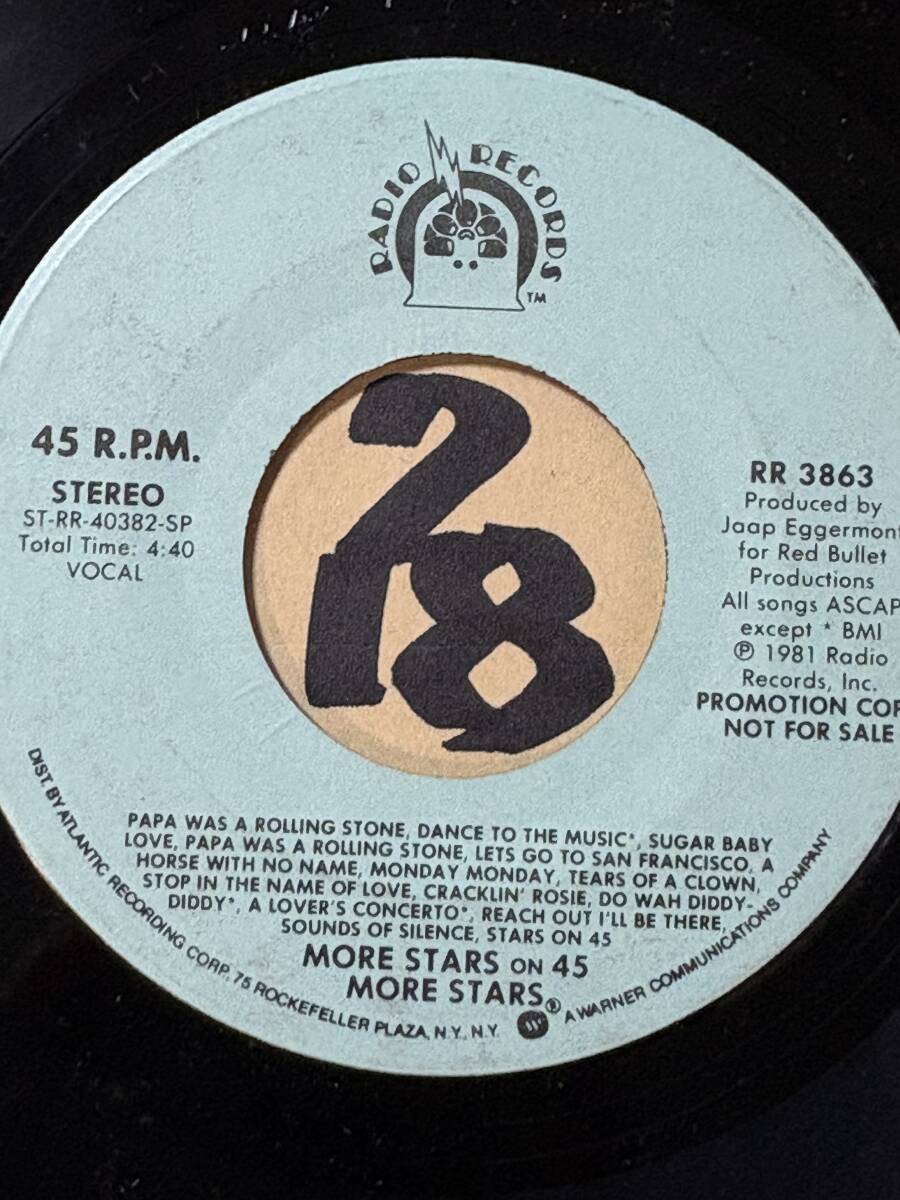 RADIO RECORDS
TM
78
45 R.P.M.
STEREO
ST-RR-40382-SP
Total Time: 4:40
VOCAL
RR 3863
Produced by
Jaap Eggermont
for Red Bullet
Productions
All songs ASCAP
except * BMI
℗ 1981 Radio
Records, Inc.
PROMOTION COP
NOT FOR SALE
PAPA WAS A ROLLING STONE, DANCE TO THE MUSIC*, SUGAR BABY
LOVE, PAPA WAS A ROLLING STONE, LETS GO TO SAN FRANCISCO, A
HORSE WITH NO NAME, MONDAY MONDAY, TEARS OF A CLOWN,
STOP IN THE NAME OF LOVE, CRACKLIN' ROSIE, DO WAH DIDDY-
DIDDY*, A LOVER'S CONCERTO*, REACH OUT I'LL BE THERE,
SOUNDS OF SILENCE, STARS ON 45
MORE STARS ON 45
MORE STARS
DIST. BY ATLANTIC RECORDING CORP. 75 ROCKEFELLER PLAZA, N.Y., N.Y. ® A WARNER COMMUNICATIONS COMPANY